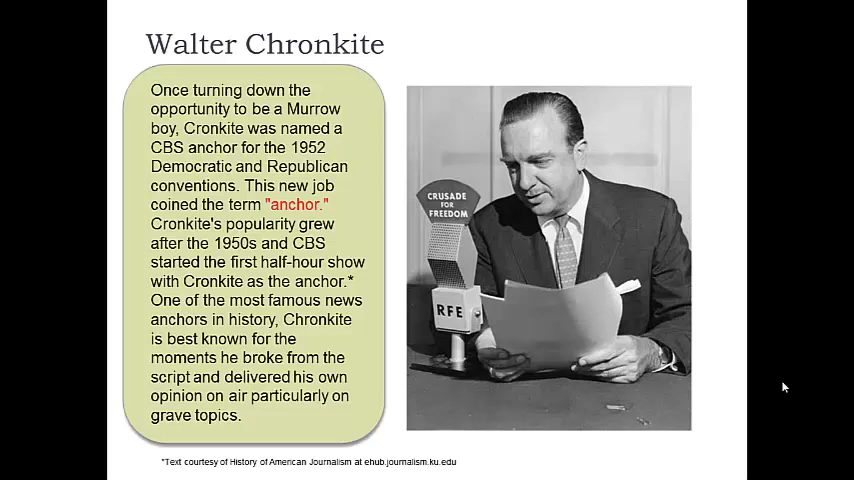 Walter Chronkite
Once turning down the
opportunity to be a Murrow
boy, Cronkite was named a
CBS anchor for the 1952
Democratic and Republican
conventions. This new job
coined the term "anchor."
Cronkite's popularity grew
after the 1950s and CBS
started the first half-hour show
with Cronkite as the anchor.*
One of the most famous news
anchors in history, Chronkite
is best known for the
moments he broke from the
script and delivered his own
opinion on air particularly on
grave topics.
CRUSADE
FOR
FREEDOM
RFE
*Text courtesy of History of American Journalism at ehub.journalism.ku.edu